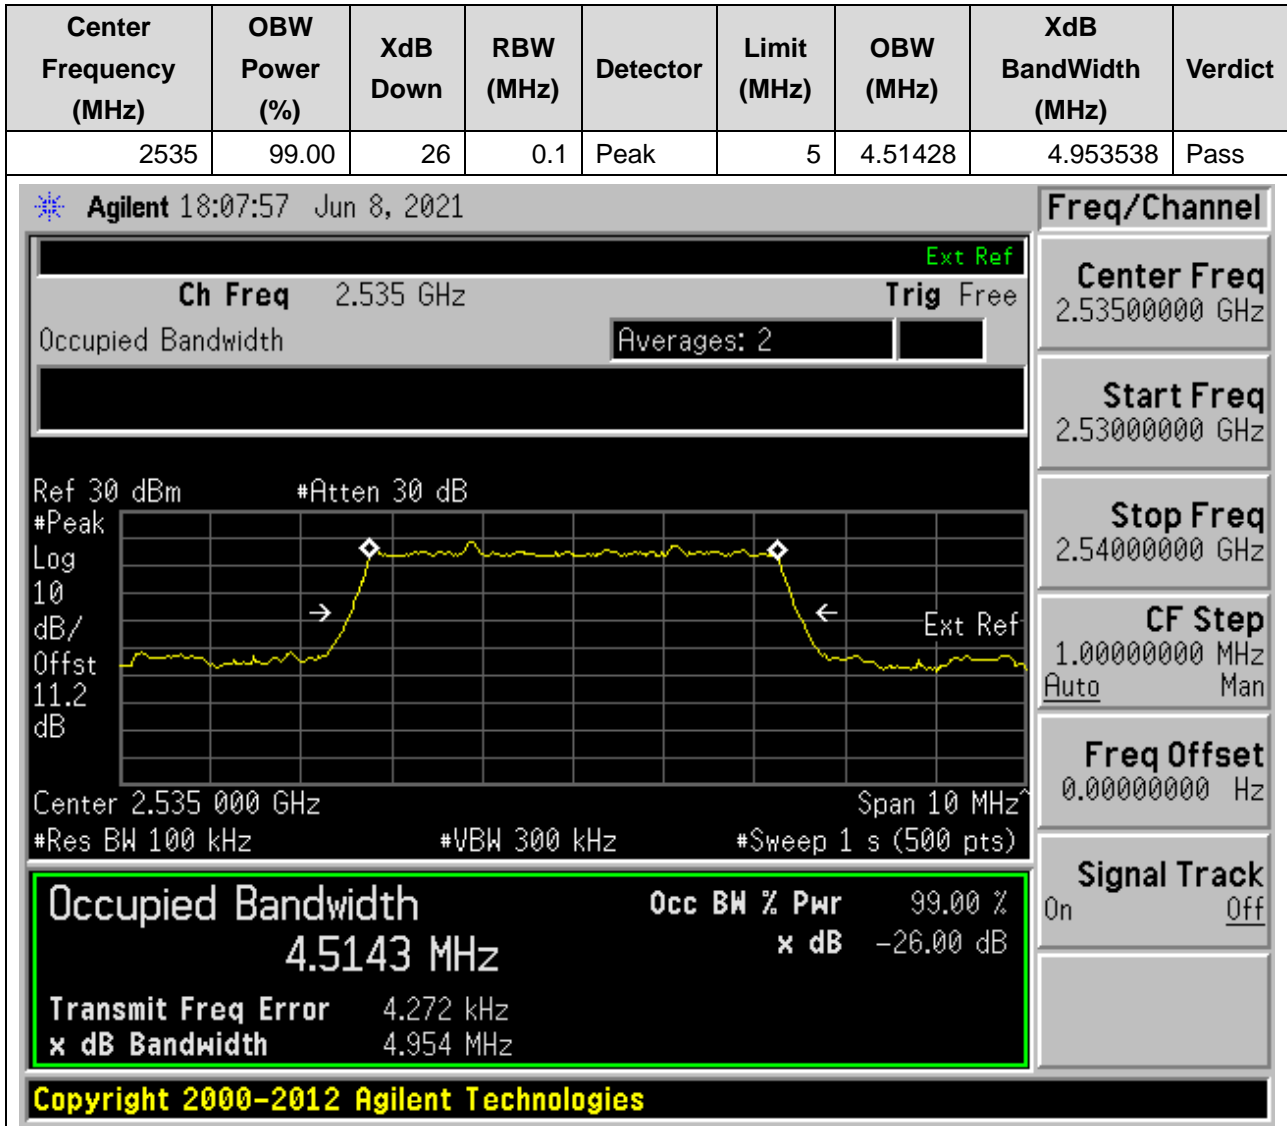 Center Frequency (MHz) OBW Power (%) XdB Down RBW (MHz) Detector Limit (MHz) OBW (MHz) XdB BandWidth (MHz) Verdict
2535 99.00 26 0.1 Peak 5 4.51428 4.953538 Pass
Agilent 18:07:57 Jun 8, 2021
Freq/Channel
Ext Ref
Ch Freq 2.535 GHz Trig Free
Occupied Bandwidth Averages: 2
Center Freq
2.53500000 GHz
Start Freq
2.53000000 GHz
Stop Freq
2.54000000 GHz
CF Step
1.00000000 MHz
Auto Man
Freq Offset
0.00000000 Hz
Signal Track
On Off
Ref 30 dBm #Atten 30 dB
#Peak
Log
10
dB/
Offst
11.2
dB
Ext Ref
Center 2.535 000 GHz Span 10 MHz^
#Res BW 100 kHz #VBW 300 kHz #Sweep 1 s (500 pts)
Occupied Bandwidth Occ BW % Pwr 99.00 %
4.5143 MHz x dB -26.00 dB
Transmit Freq Error 4.272 kHz
x dB Bandwidth 4.954 MHz
Copyright 2000-2012 Agilent Technologies